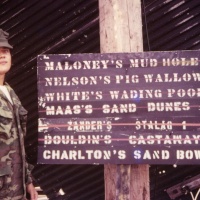 MALONEY'S MUD HOLE
NELSON'S PIG WALLOW
WHITE'S WADING POOL
MAAS'S SAND DUNES
ZANDER'S STALAG 1
DOULDIN'S CASTAWAY
CHARLTON'S SAND BOW